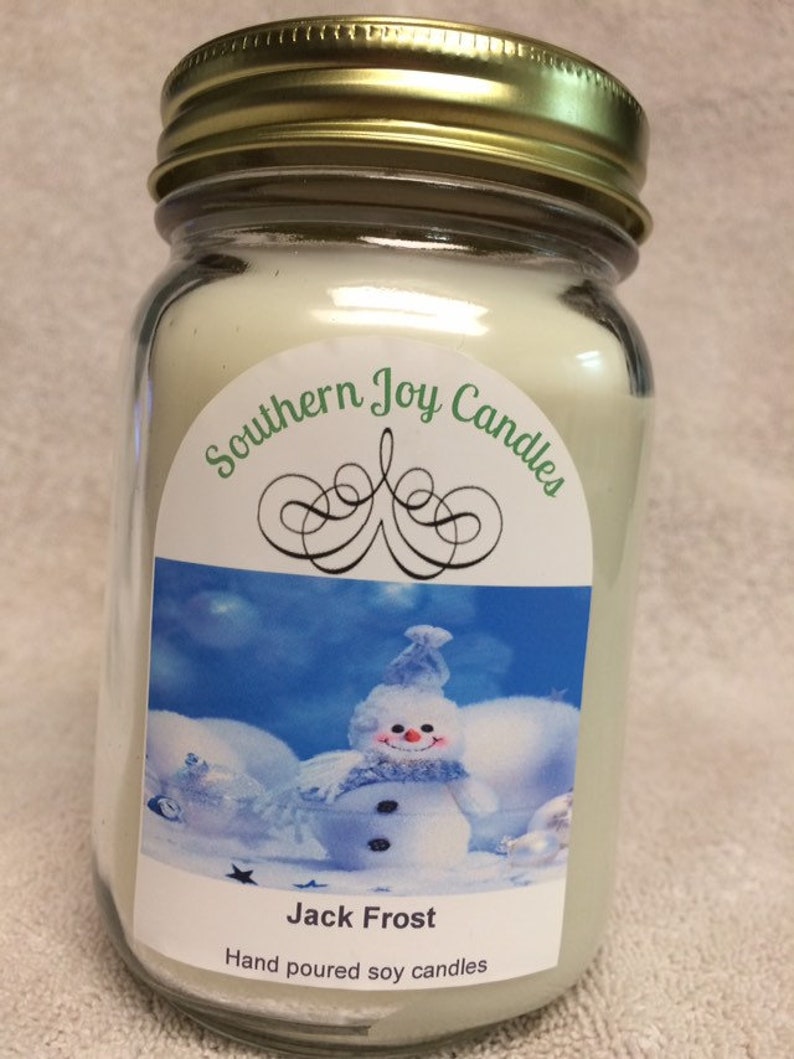 Southern Joy Candles
Jack Frost
Hand poured soy candles